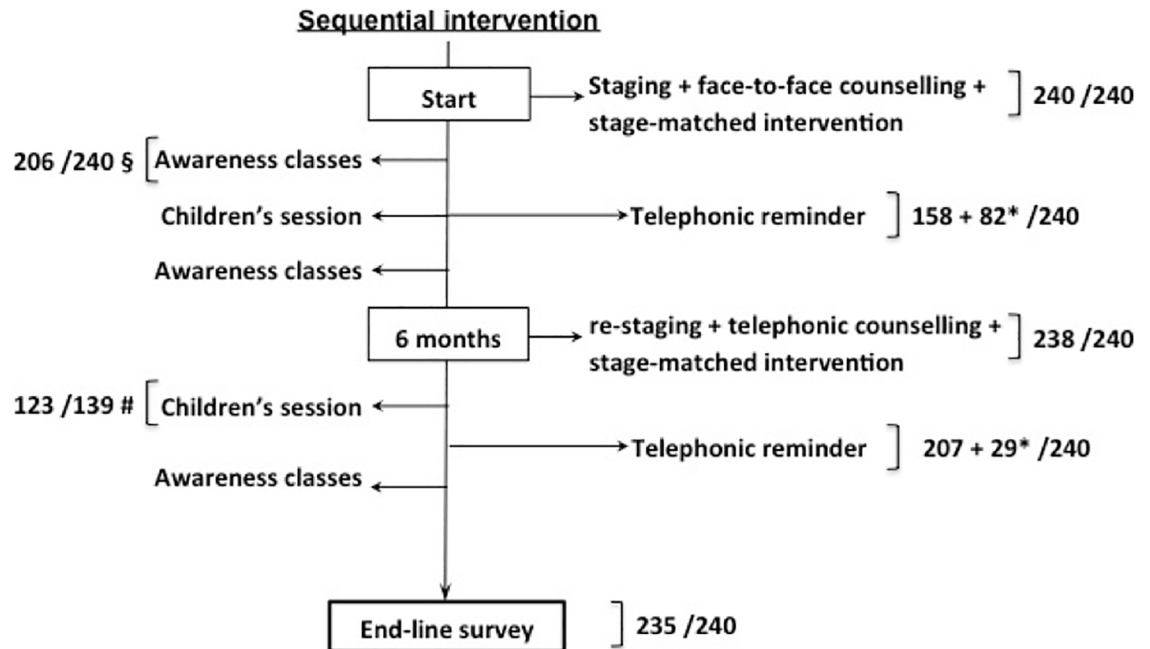 Sequential intervention
Start
Staging + face-to-face counselling +
stage-matched intervention
240 /240
206 /240 §
Awareness classes
Children’s session
Telephonic reminder
158 + 82* /240
Awareness classes
6 months
re-staging + telephonic counselling +
stage-matched intervention
238 /240
123 /139 #
Children’s session
Telephonic reminder
207 + 29* /240
Awareness classes
End-line survey
235 /240